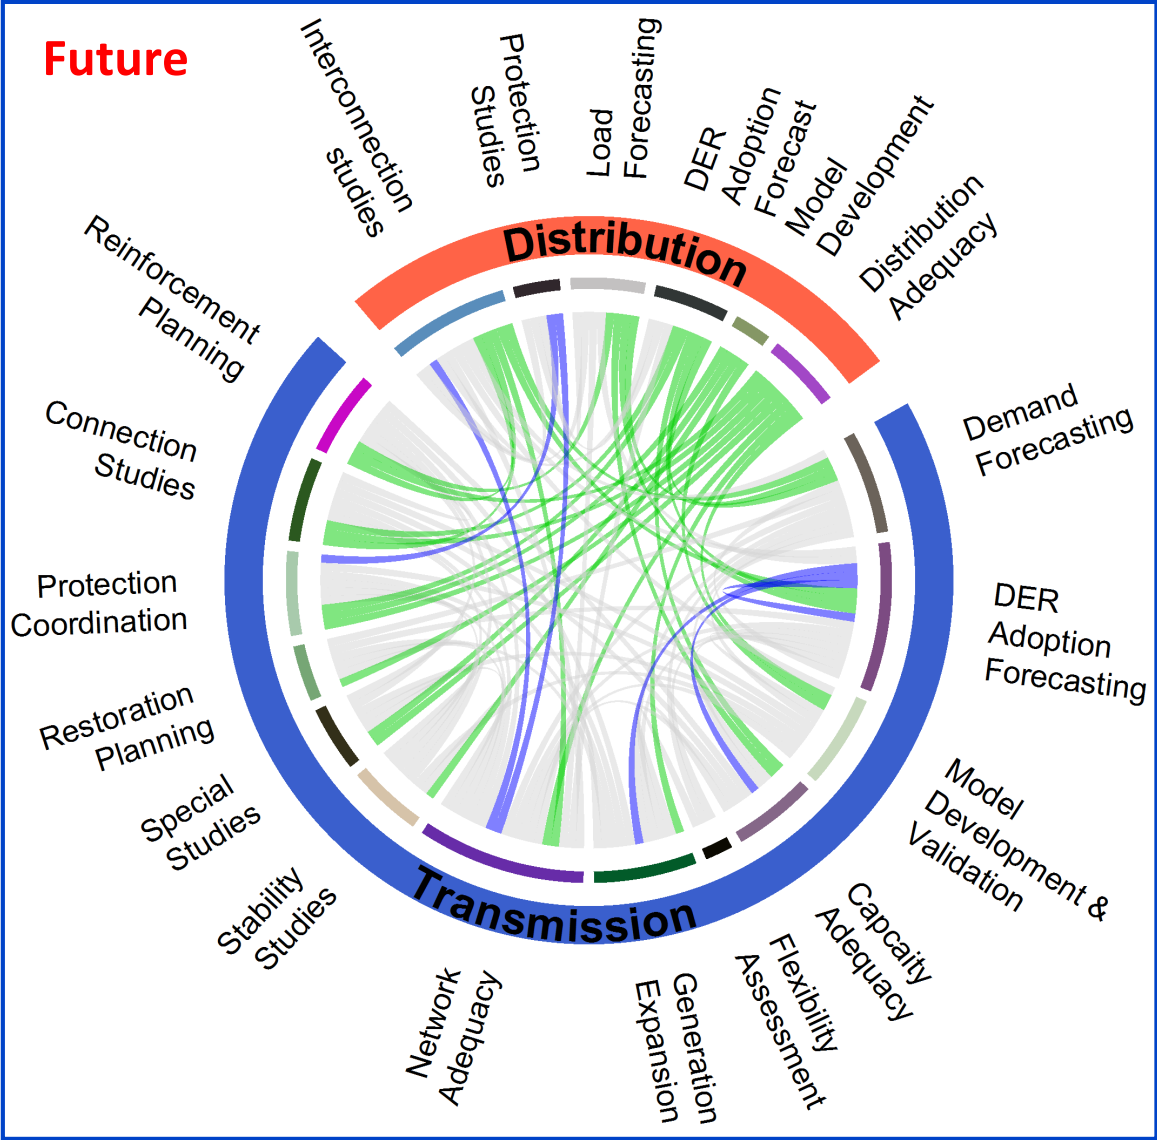 Future
Interconnection
studies
Protection
Studies
Load
Forecasting
DER
Adoption
Forecast
Model
Development
Distribution
Adequacy
Distribution
Reinforcement
Planning
Connection
Studies
Protection
Coordination
Restoration
Planning
Special
Studies
Stability
Studies
Network
Adequacy
Generation
Expansion
Flexibility
Assessment
Capcaity
Adequacy
Model
Development &
Validation
DER
Adoption
Forecasting
Demand
Forecasting
Transmission